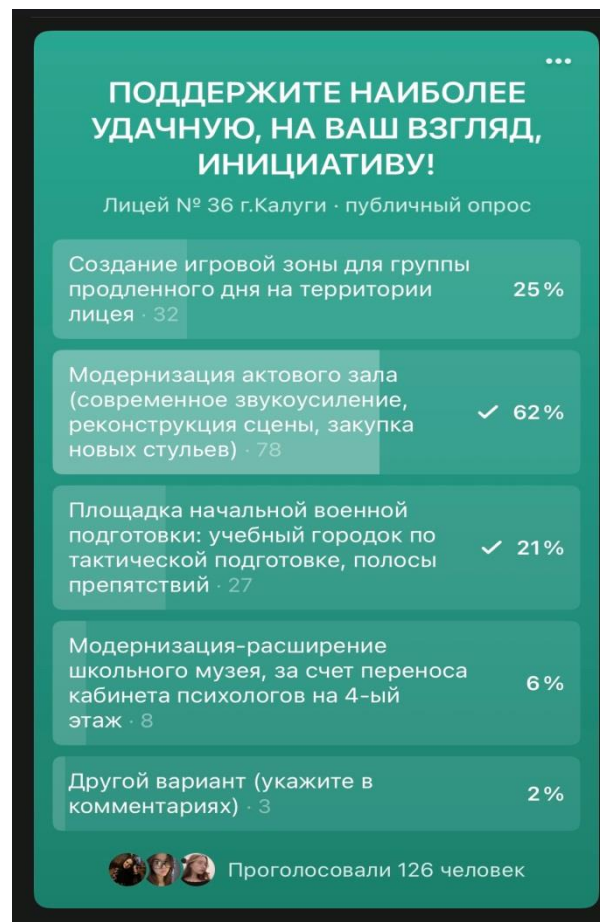 ПОДДЕРЖИТЕ НАИБОЛЕЕ
УДАЧНУЮ, НА ВАШ ВЗГЛЯД,
ИНИЦИАТИВУ!
Лицей № 36 г.Калуги · публичный опрос
Создание игровой зоны для группы
продленного дня на территории
лицея · 32
25 %
Модернизация актового зала
(современное звукоусиление,
реконструкция сцены, закупка
новых стульев) · 78
62 %
Площадка начальной военной
подготовки: учебный городок по
тактической подготовке, полосы
препятствий · 27
21 %
Модернизация-расширение
школьного музея, за счет переноса
кабинета психологов на 4-ый
этаж · 8
6 %
Другой вариант (укажите в
комментариях) · 3
2 %
Проголосовали 126 человек